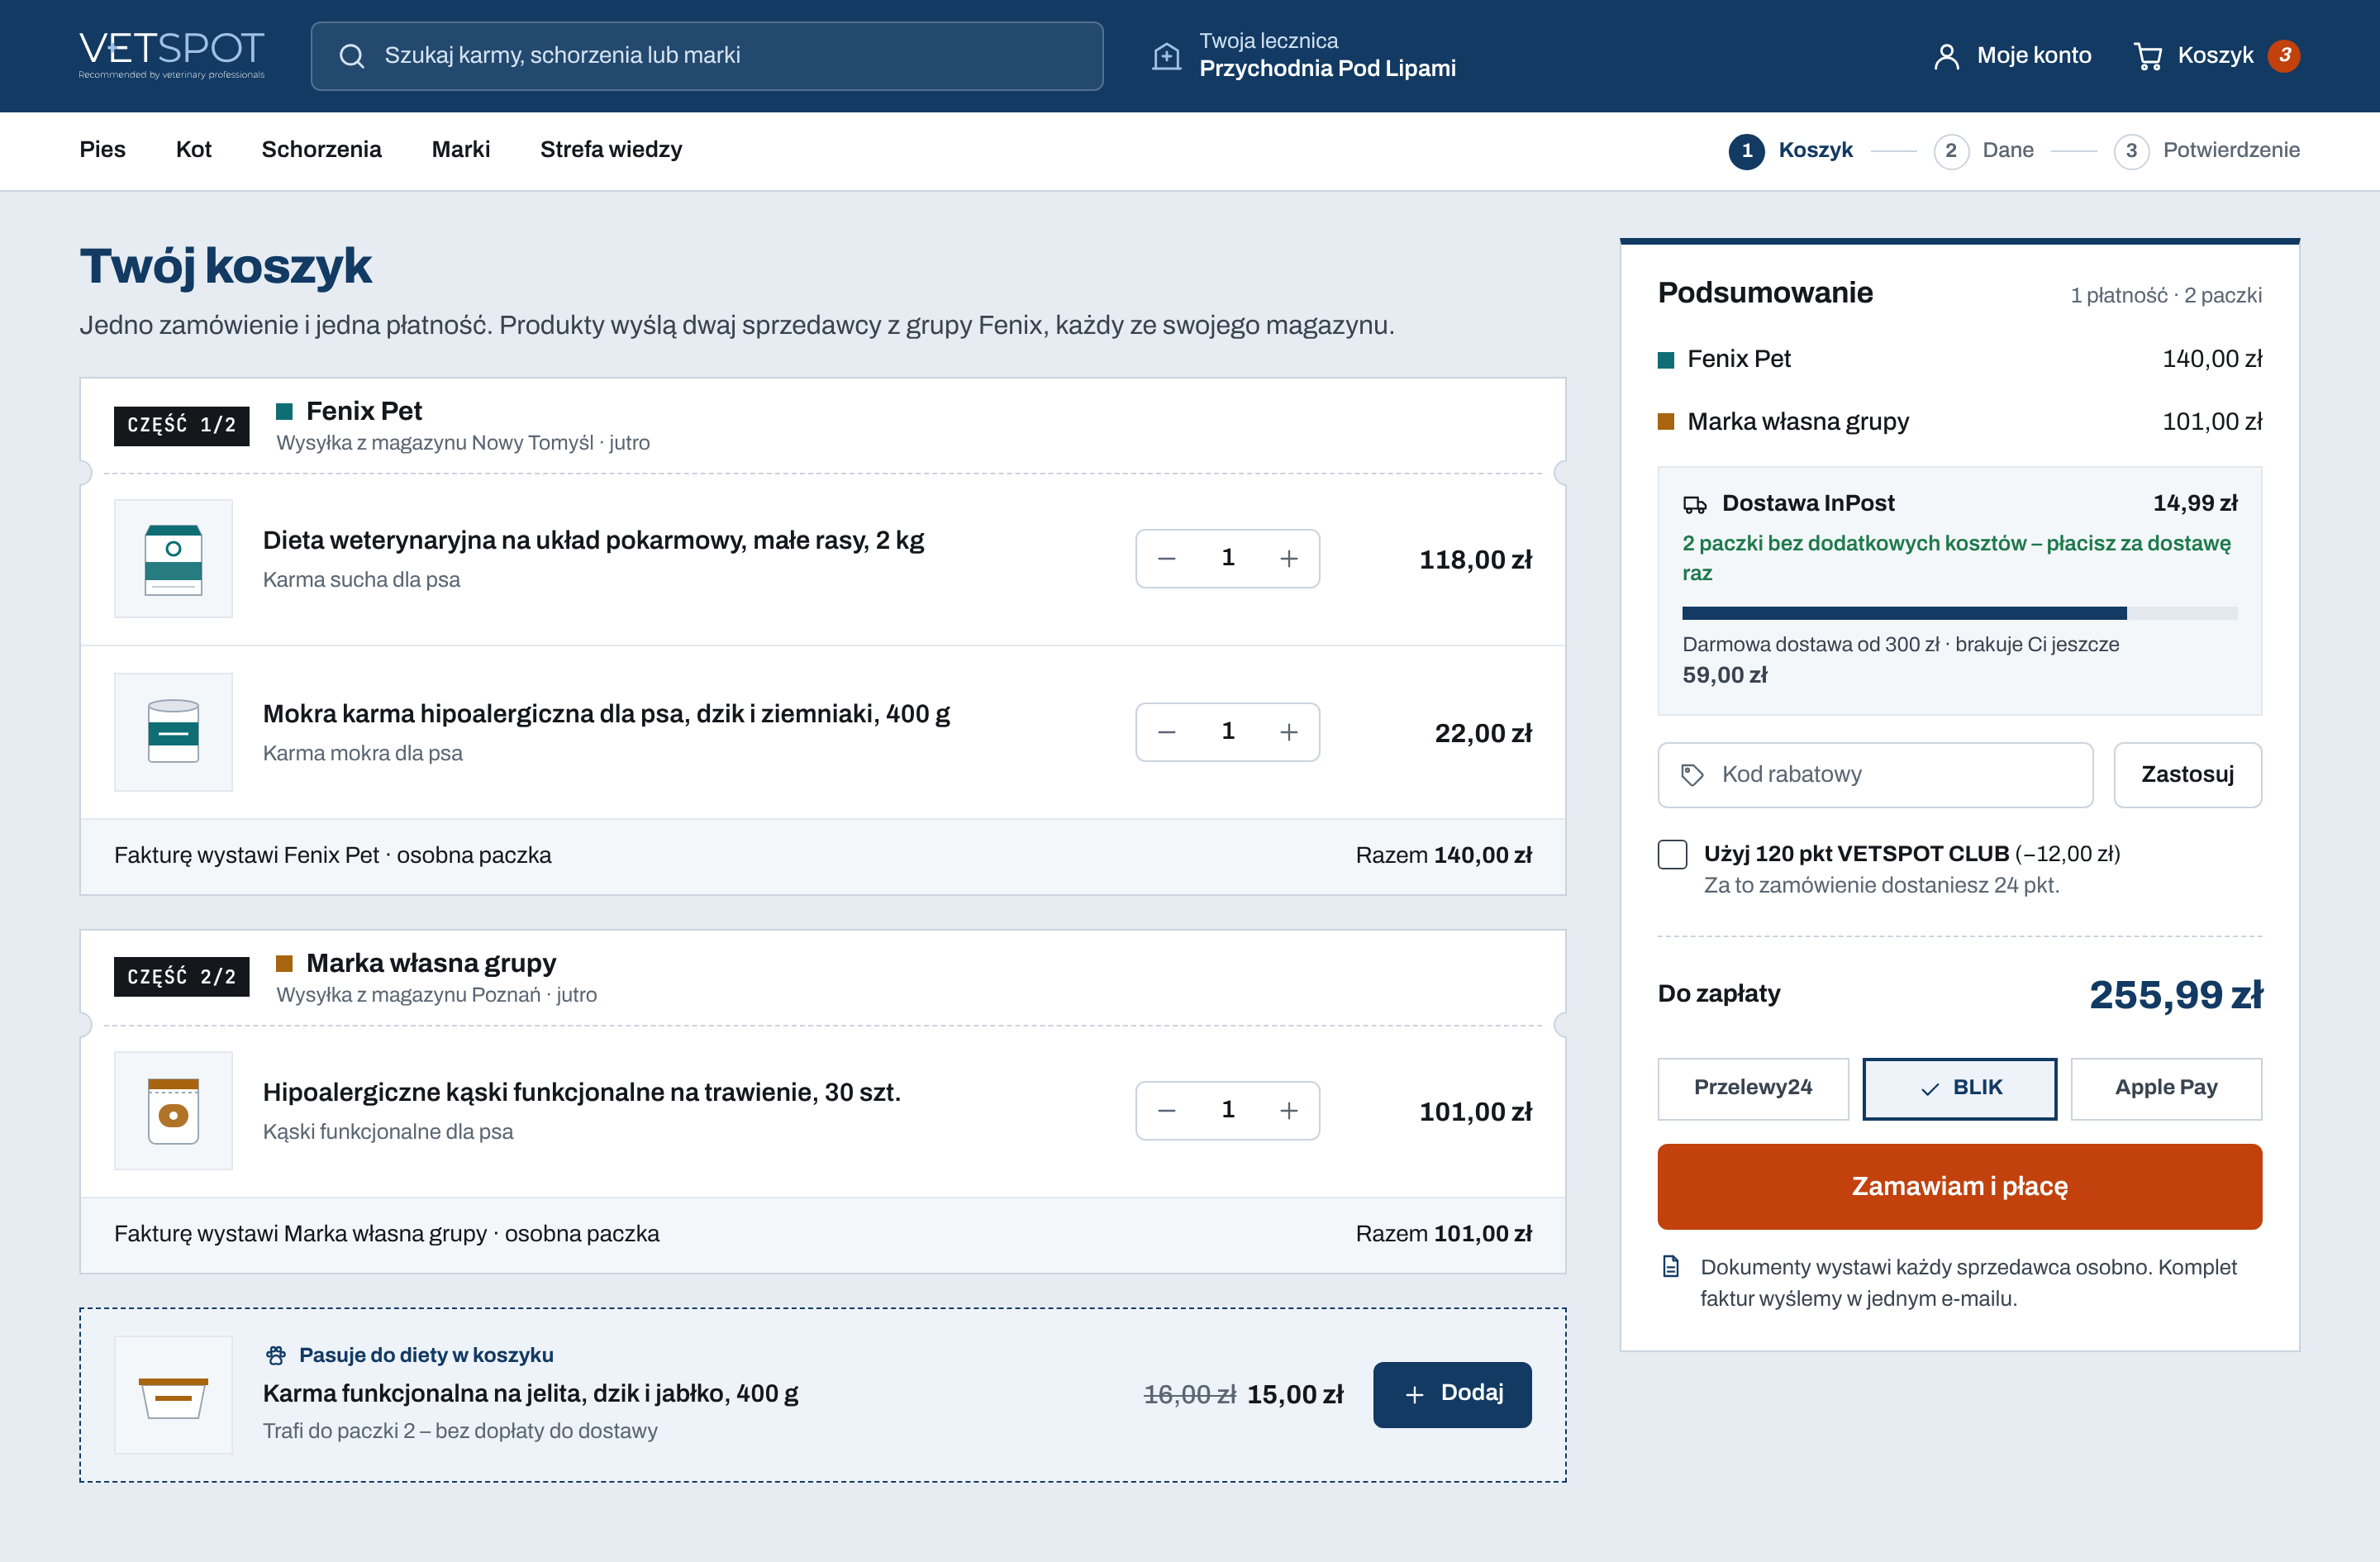 VETSPOT
Recommended by veterinary professionals
Szukaj karmy, schorzenia lub marki
Twoja lecznica
Przychodnia Pod Lipami
Moje konto
Koszyk 3
Pies Kot Schorzenia Marki Strefa wiedzy
1 Koszyk 2 Dane 3 Potwierdzenie
Twój koszyk
Jedno zamówienie i jedna płatność. Produkty wyślą dwaj sprzedawcy z grupy Fenix, każdy ze swojego magazynu.
CZĘŚĆ 1/2
Fenix Pet
Wysyłka z magazynu Nowy Tomyśl · jutro
Dieta weterynaryjna na układ pokarmowy, małe rasy, 2 kg
Karma sucha dla psa
− 1 + 118,00 zł
Mokra karma hipoalergiczna dla psa, dzik i ziemniaki, 400 g
Karma mokra dla psa
− 1 + 22,00 zł
Fakturę wystawi Fenix Pet · osobna paczka Razem 140,00 zł
CZĘŚĆ 2/2
Marka własna grupy
Wysyłka z magazynu Poznań · jutro
Hipoalergiczne kąski funkcjonalne na trawienie, 30 szt.
Kąski funkcjonalne dla psa
− 1 + 101,00 zł
Fakturę wystawi Marka własna grupy · osobna paczka Razem 101,00 zł
Pasuje do diety w koszyku
Karma funkcjonalna na jelita, dzik i jabłko, 400 g
Trafi do paczki 2 – bez dopłaty do dostawy
16,00 zł 15,00 zł
+ Dodaj
Podsumowanie 1 płatność · 2 paczki
Fenix Pet 140,00 zł
Marka własna grupy 101,00 zł
Dostawa InPost 14,99 zł
2 paczki bez dodatkowych kosztów – płacisz za dostawę
raz
Darmowa dostawa od 300 zł · brakuje Ci jeszcze
59,00 zł
Kod rabatowy Zastosuj
Użyj 120 pkt VETSPOT CLUB (−12,00 zł)
Za to zamówienie dostaniesz 24 pkt.
Do zapłaty 255,99 zł
Przelewy24 BLIK Apple Pay
Zamawiam i płacę
Dokumenty wystawi każdy sprzedawca osobno. Komplet
faktur wyślemy w jednym e-mailu.